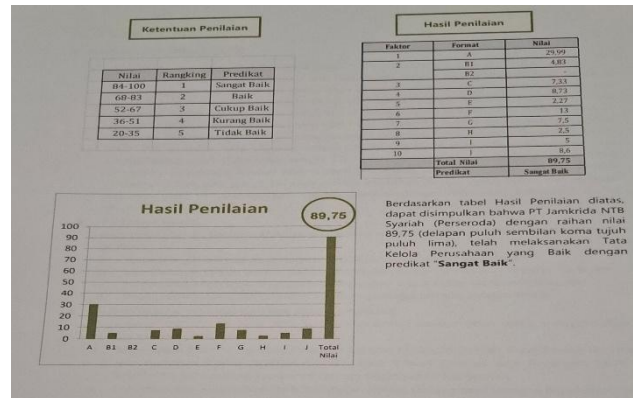 Ketentuan Penilaian
Nilai Rangking Predikat
84-100 1 Sangat Baik
68-83 2 Baik
52-67 3 Cukup Baik
36-51 4 Kurang Baik
20-35 5 Tidak Baik
Hasil Penilaian
Faktor Format Nilai
1 A 29,99
2 B1 4,83
B2 -
3 C 7,33
4 D 8,73
5 E 2,27
6 F 13
7 G 7,5
8 H 2,5
9 I 5
10 J 8,6
Total Nilai 89,75
Predikat Sangat Baik
Hasil Penilaian
89,75
100
90
80
70
60
50
40
30
20
10
0
A B1 B2 C D E F G H I J Total
Nilai
Berdasarkan tabel Hasil Penilaian diatas,
dapat disimpulkan bahwa PT Jamkrida NTB
Syariah (Perseroda) dengan raihan nilai
89,75 (delapan puluh sembilan koma tujuh
puluh lima), telah melaksanakan Tata
Kelola Perusahaan yang Baik dengan
predikat "Sangat Baik".